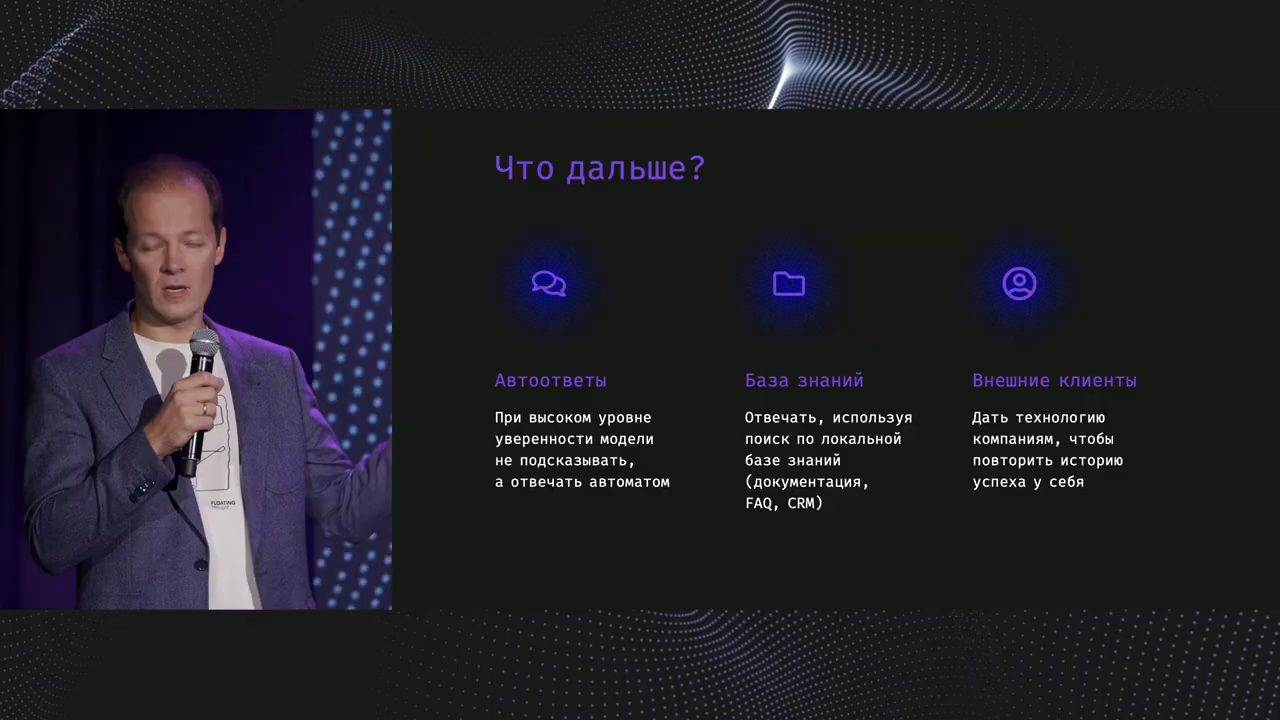 Что дальше?
Автоответы
При высоком уровне
уверенности модели
не подсказывать,
а отвечать автоматом
База знаний
Отвечать, используя
поиск по локальной
базе знаний
(документация,
FAQ, CRM)
Внешние клиенты
Дать технологию
компаниям, чтобы
повторить историю
успеха у себя